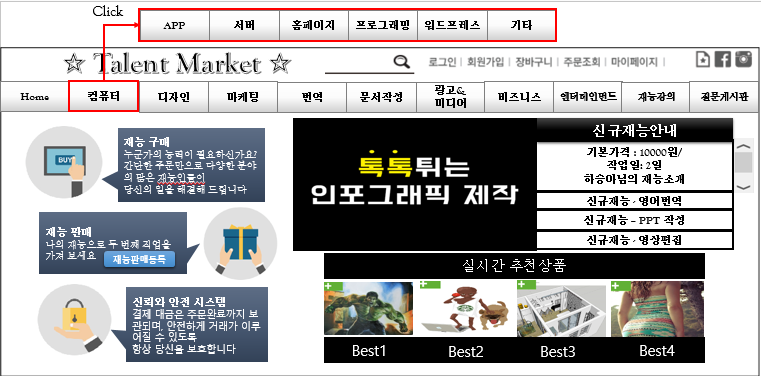 Click
APP 서버 홈페이지 프로그래핑 워드프레스 기타
☆ Talent Market ☆
로그인 | 회원가입 | 장바구니 | 주문조회 | 마이페이지 |
Home 컴퓨터 디자인 마케팅 번역 문서작성 광고& 미디어 비즈니스 엔터테인먼드 재능강의 질문게시판
재능 구매
누군가의 능력이 필요하신가요?
간단한 주문만으로 다양한 분야
의 많은 재능인들이
당신의 일을 해결해 드립니다
BUY
재능 판매
나의 재능으로 두 번째 직업을
가져 보세요
재능판매등록
신뢰와 안전 시스템
결제 대금은 주문완료까지 보
관되며, 안전하게 거래가 이루
어질 수 있도록
항상 당신을 보호합니다
톡톡튀는
인포그래픽 제작
신규재능안내
기본가격 : 10000원/
작업일: 2일
하승아님의 재능소개
신규재능 - 영어번역
신규재능 – PPT 작성
신규재능 - 영상편집
실시간 추천상품
Best1
Best2
Best3
Best4